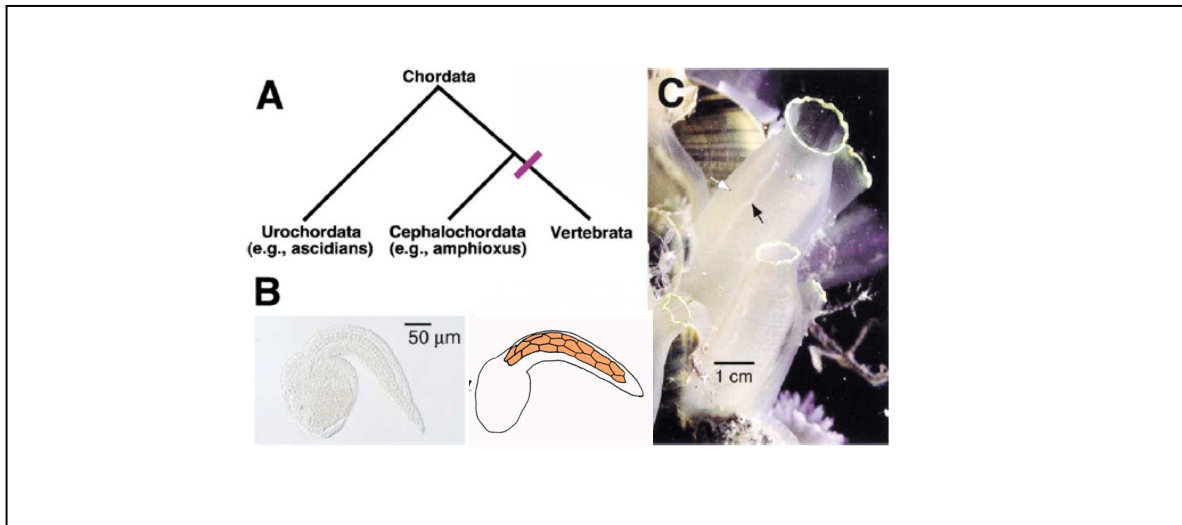 A
Chordata
Urochordata
(e.g., ascidians)
Cephalochordata
(e.g., amphioxus)
Vertebrata
B
50 µm
C
1 cm